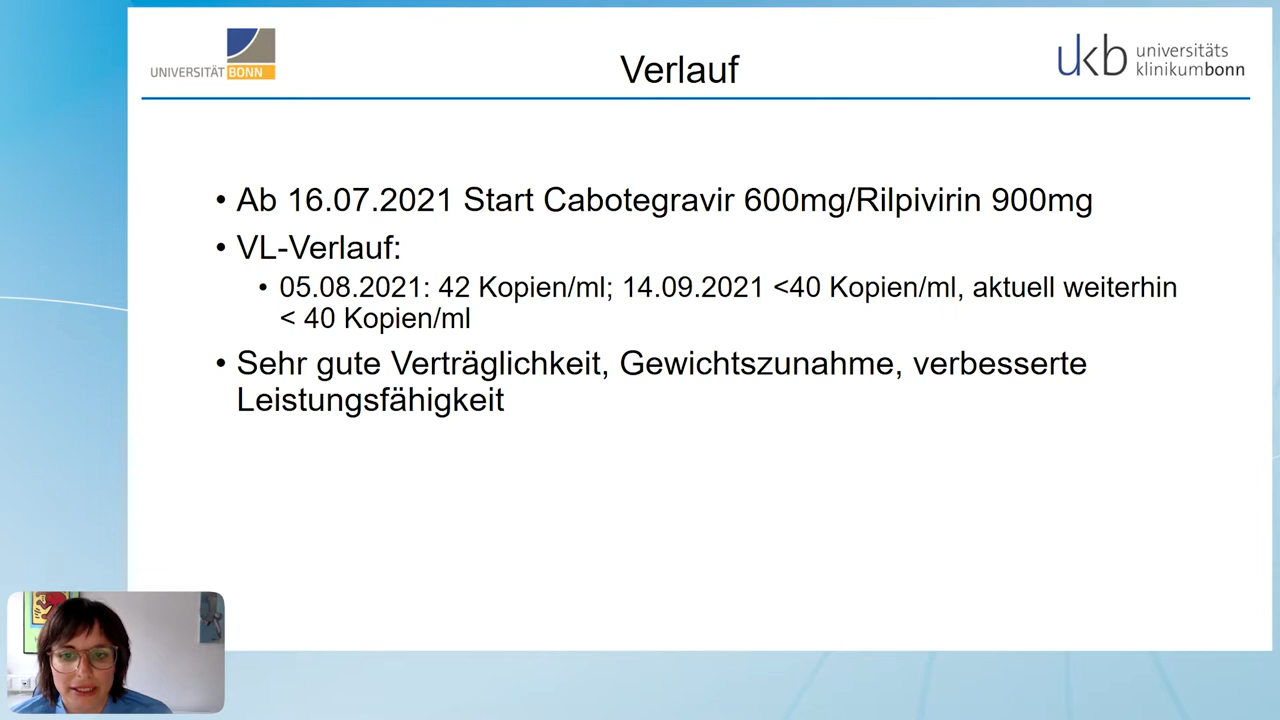 UNIVERSITÄT BONN
Verlauf
ukb universitäts
klinikumbonn
• Ab 16.07.2021 Start Cabotegravir 600mg/Rilpivirin 900mg
• VL-Verlauf:
• 05.08.2021: 42 Kopien/ml; 14.09.2021 <40 Kopien/ml, aktuell weiterhin
< 40 Kopien/ml
• Sehr gute Verträglichkeit, Gewichtszunahme, verbesserte
Leistungsfähigkeit